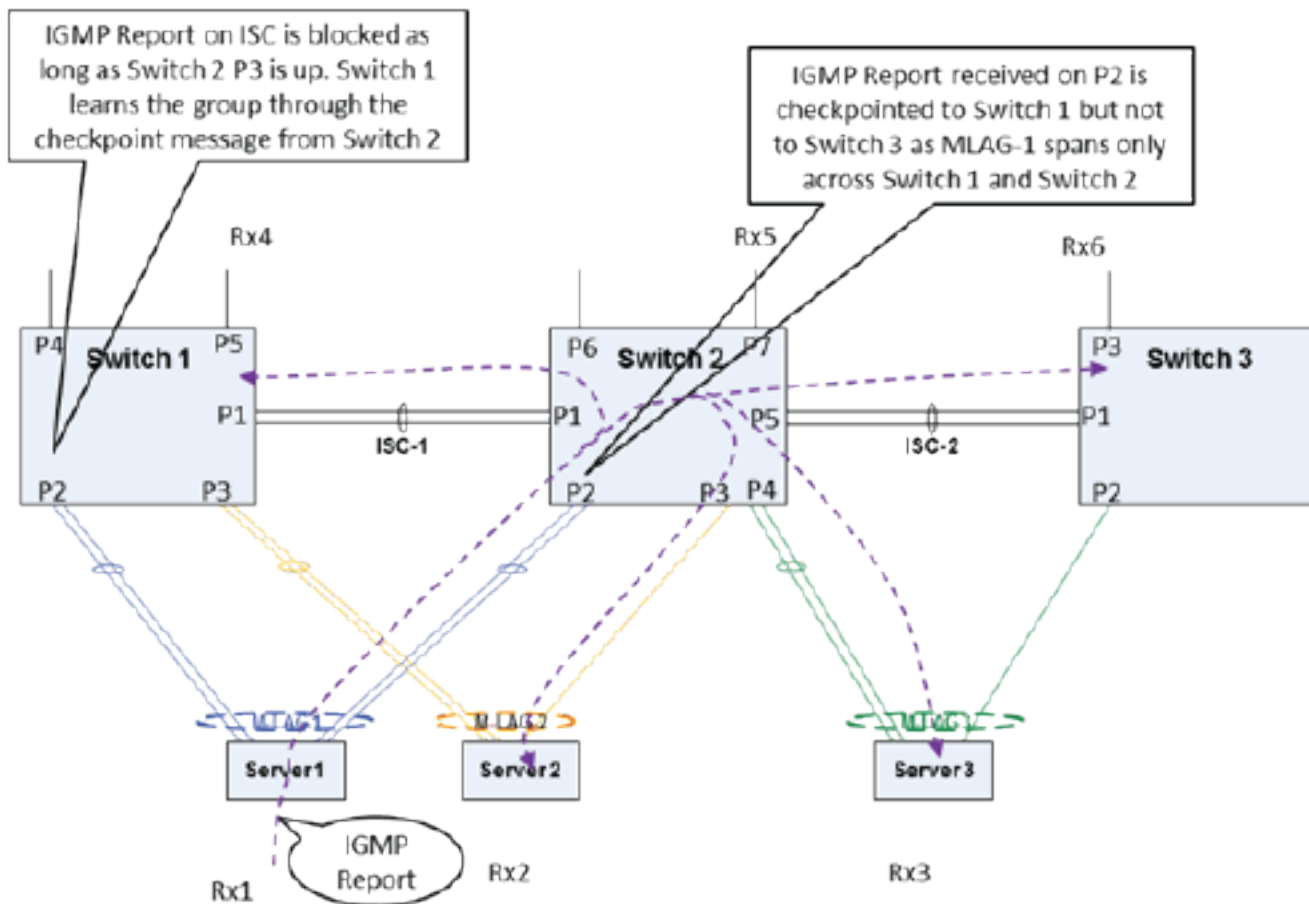 IGMP Report on ISC is blocked as
long as Switch 2 P3 is up. Switch 1
learns the group through the
checkpoint message from Switch 2
IGMP Report received on P2 is
checkpointed to Switch 1 but not
to Switch 3 as MLAG-1 spans only
across Switch 1 and Switch 2
Rx4
Rx5
Rx6
P4
Switch 1
P5
P6
Switch 2
P7
P3
Switch 3
P1
ISC-1
P1
P5
ISC-2
P1
P2
P3
P2
P3
P4
P2
MLAG-2
Server1
Server2
Server3
IGMP
Report
Rx1
Rx2
Rx3